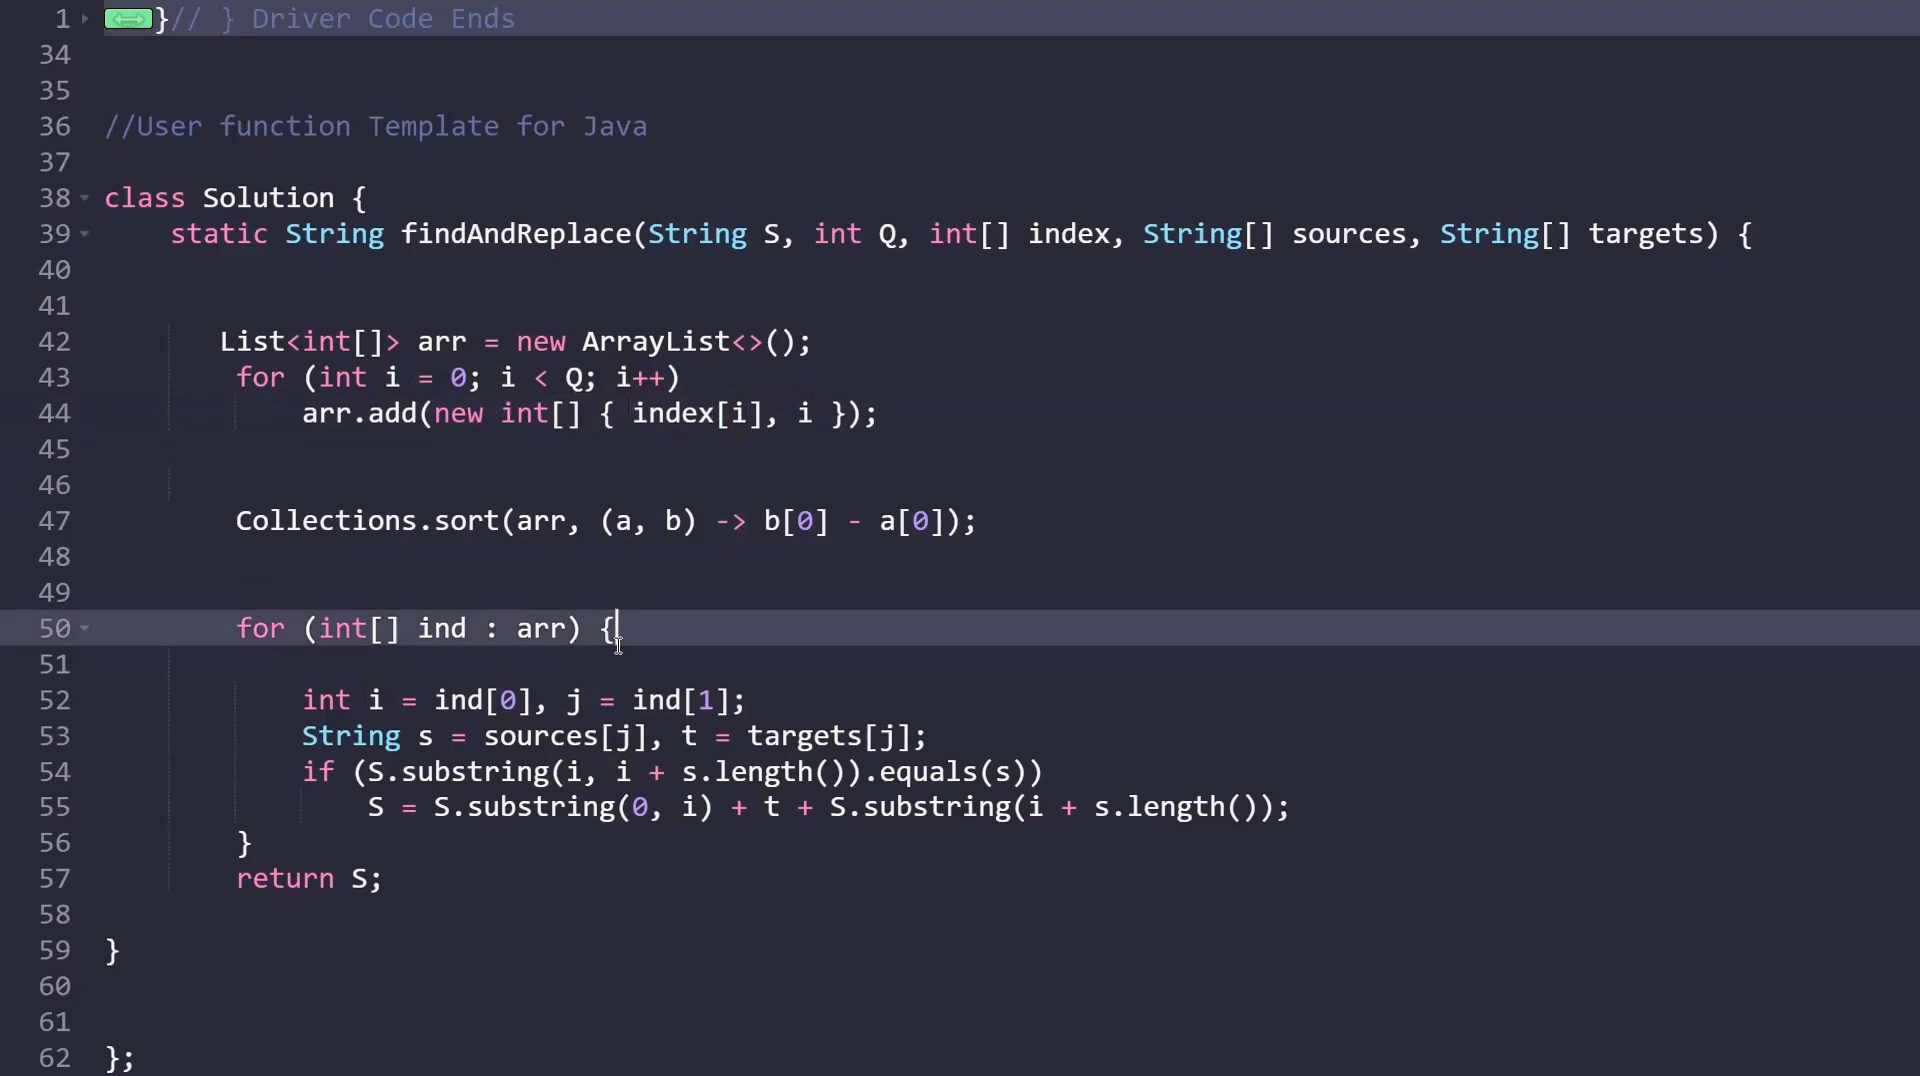 1 }// } Driver Code Ends
34
35
36 //User function Template for Java
37
38 class Solution {
39 static String findAndReplace(String S, int Q, int[] index, String[] sources, String[] targets) {
40
41
42 List<int[]> arr = new ArrayList<>();
43 for (int i = 0; i < Q; i++)
44 arr.add(new int[] { index[i], i });
45
46
47 Collections.sort(arr, (a, b) -> b[0] - a[0]);
48
49
50 for (int[] ind : arr) {
51
52 int i = ind[0], j = ind[1];
53 String s = sources[j], t = targets[j];
54 if (S.substring(i, i + s.length()).equals(s))
55 S = S.substring(0, i) + t + S.substring(i + s.length());
56 }
57 return S;
58
59 }
60
61
62 };